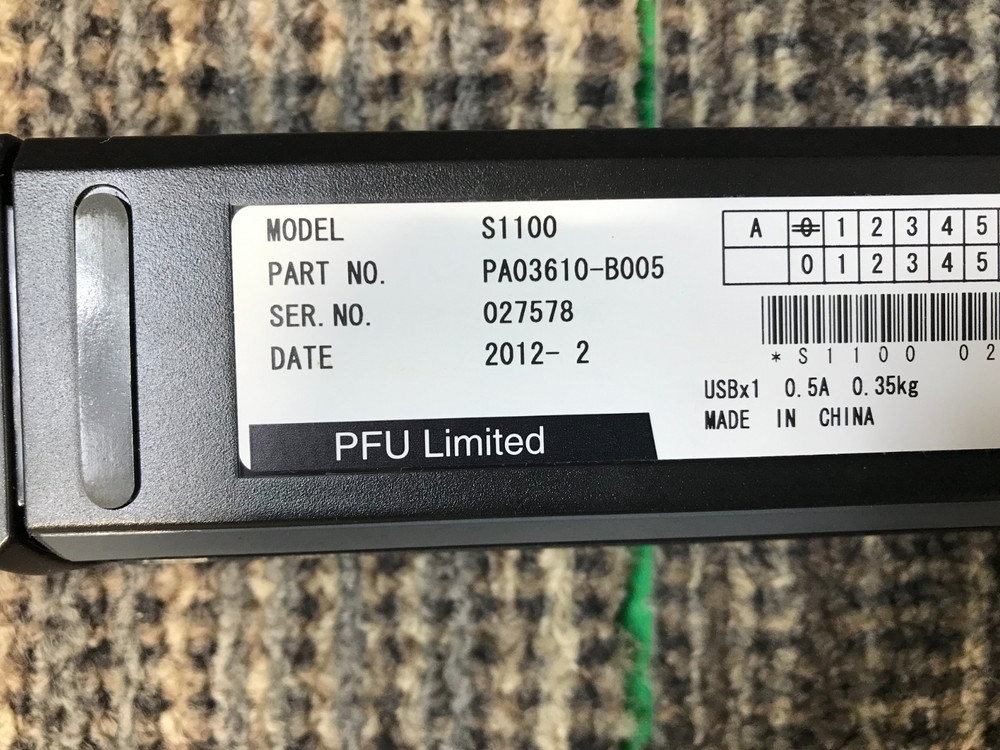 MODEL S1100
PART NO. PA03610-B005
SER.NO. 027578
DATE 2012- 2
A 0 1 2 3 4 5
0 1 2 3 4 5
*S1100 02
USBx1 0.5A 0.35kg
MADE IN CHINA
PFU Limited